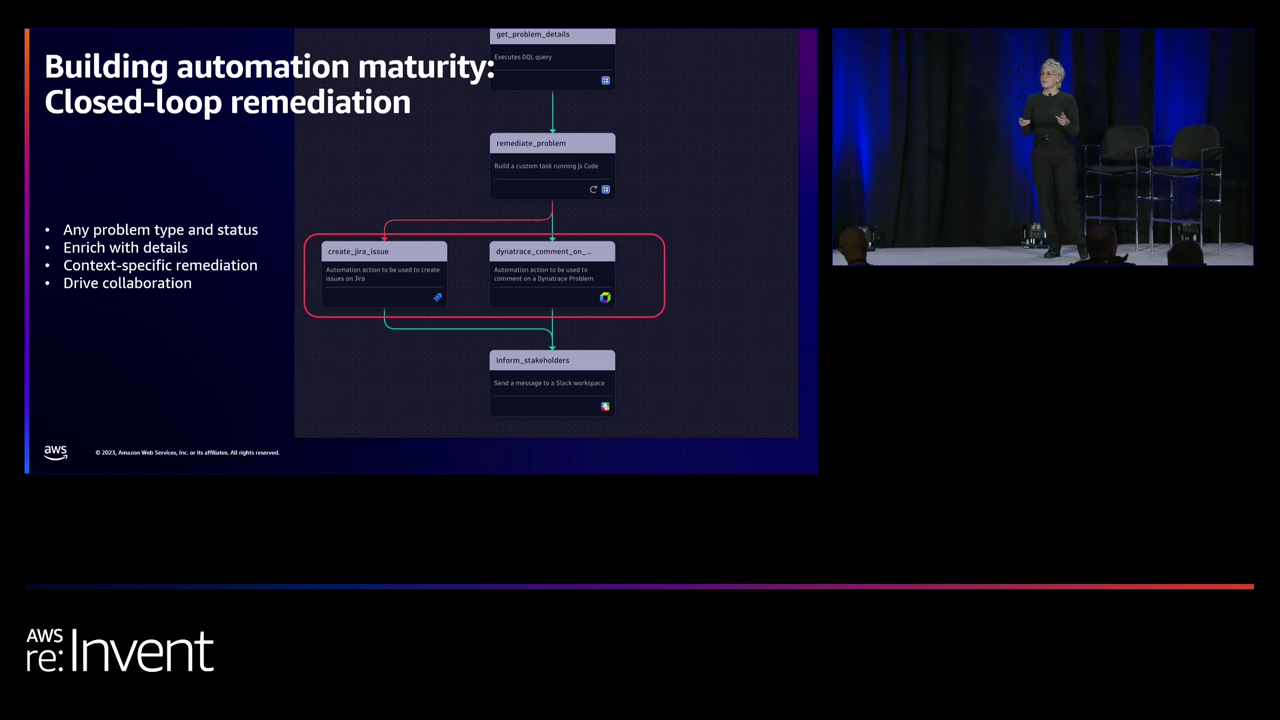 Building automation maturity:
Closed-loop remediation
• Any problem type and status
• Enrich with details
• Context-specific remediation
• Drive collaboration
get_problem_details
Executes DQL query
remediate_problem
Build a custom task running js Code
create_jira_issue
Automation action to be used to create
issues on Jira
dynatrace_comment_on_...
Automation action to be used to
comment on a Dynatrace Problem
inform_stakeholders
Send a message to a Slack workspace
aws
© 2023, Amazon Web Services, Inc. or its affiliates. All rights reserved.
AWS
re:Invent